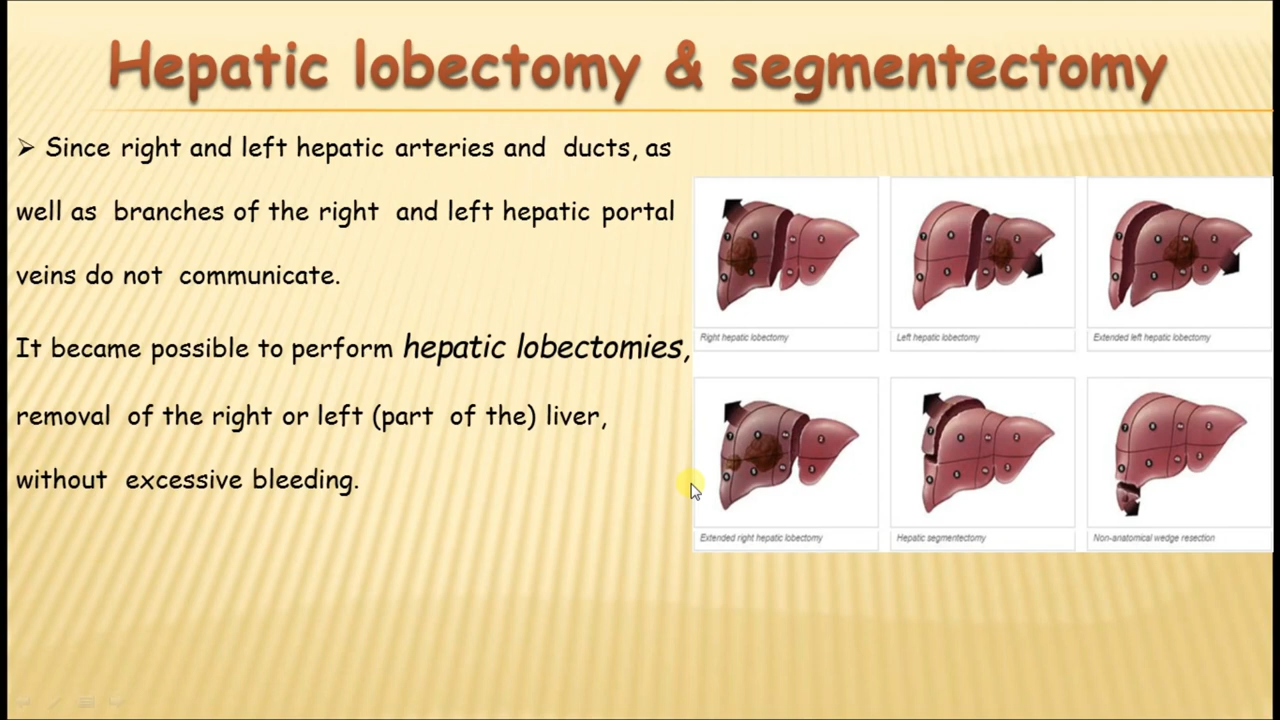 Hepatic lobectomy & segmentectomy
➢ Since right and left hepatic arteries and ducts, as
well as branches of the right and left hepatic portal
veins do not communicate.
It became possible to perform hepatic lobectomies,
removal of the right or left (part of the) liver,
without excessive bleeding.
Right hepatic lobectomy
Left hepatic lobectomy
Extended left hepatic lobectomy
Extended right hepatic lobectomy
Hepatic segmentectomy
Non-anatomical wedge resection